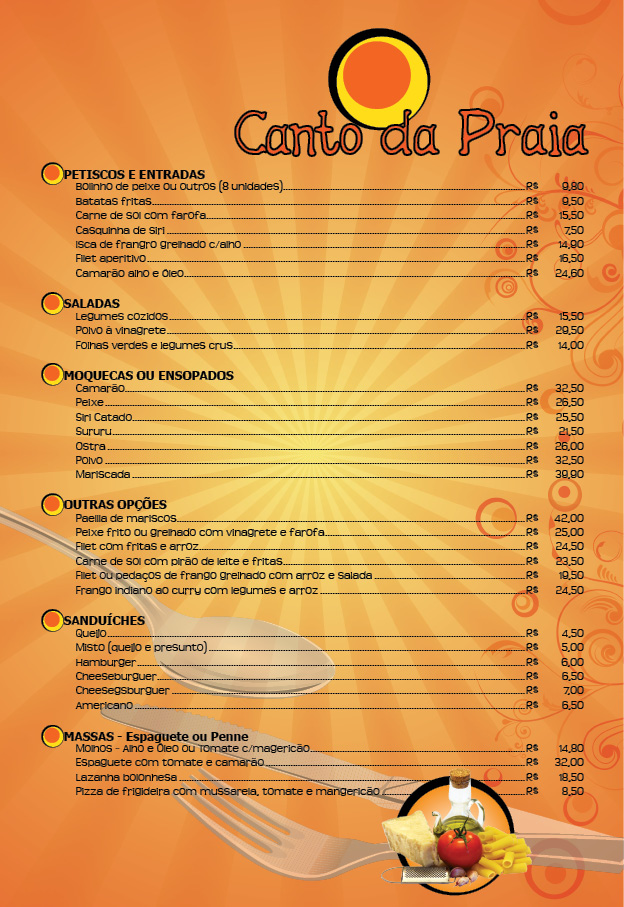 Canto da Praia
PETISCOS E ENTRADAS
Bolinho de peixe ou outros (8 unidades) R$ 9,80
Batatas fritas R$ 9,50
Carne de sol com farofa R$ 15,50
Casquinha de siri R$ 7,50
Isca de frangro grelhado c/alho R$ 14,90
Filet aperitivo R$ 16,50
Camarão alho e óleo R$ 24,60
SALADAS
Legumes cozidos R$ 15,50
Polvo à vinagrete R$ 29,50
Folhas verdes e legumes crus R$ 14,00
MOQUECAS OU ENSOPADOS
Camarão R$ 32,50
Peixe R$ 26,50
Siri Catado R$ 25,50
Sururu R$ 21,50
Ostra R$ 26,00
Polvo R$ 32,50
Mariscada R$ 39,90
OUTRAS OPÇÕES
Paella de mariscos R$ 42,00
Peixe frito ou grelhado com vinagrete e farofa R$ 25,00
Filet com fritas e arroz R$ 24,50
Carne de sol com pirão de leite e fritas R$ 23,50
Filet ou pedaços de frango grelhado com arroz e salada R$ 19,50
Frango indiano ao curry com legumes e arroz R$ 24,50
SANDUÍCHES
Queijo R$ 4,50
Misto (queijo e presunto) R$ 5,00
Hamburger R$ 6,00
Cheeseburguer R$ 6,50
Cheesegsburguer R$ 7,00
Americano R$ 6,50
MASSAS - Espaguete ou Penne
Molhos - Alho e Óleo ou Tomate c/magericão R$ 14,80
Espaguete com tomate e camarão R$ 32,00
Lazanha bolonhesa R$ 18,50
Pizza de frigideira com mussarela, tomate e mangericão R$ 8,50